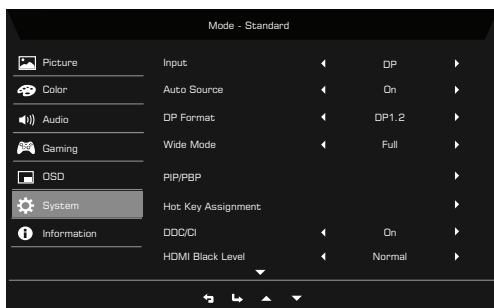 Mode - Standard
Picture
Color
Audio
Gaming
OSD
System
Information
Input DP
Auto Source On
DP Format DP1.2
Wide Mode Full
PIP/PBP
Hot Key Assignment
DDC/CI On
HDMI Black Level Normal